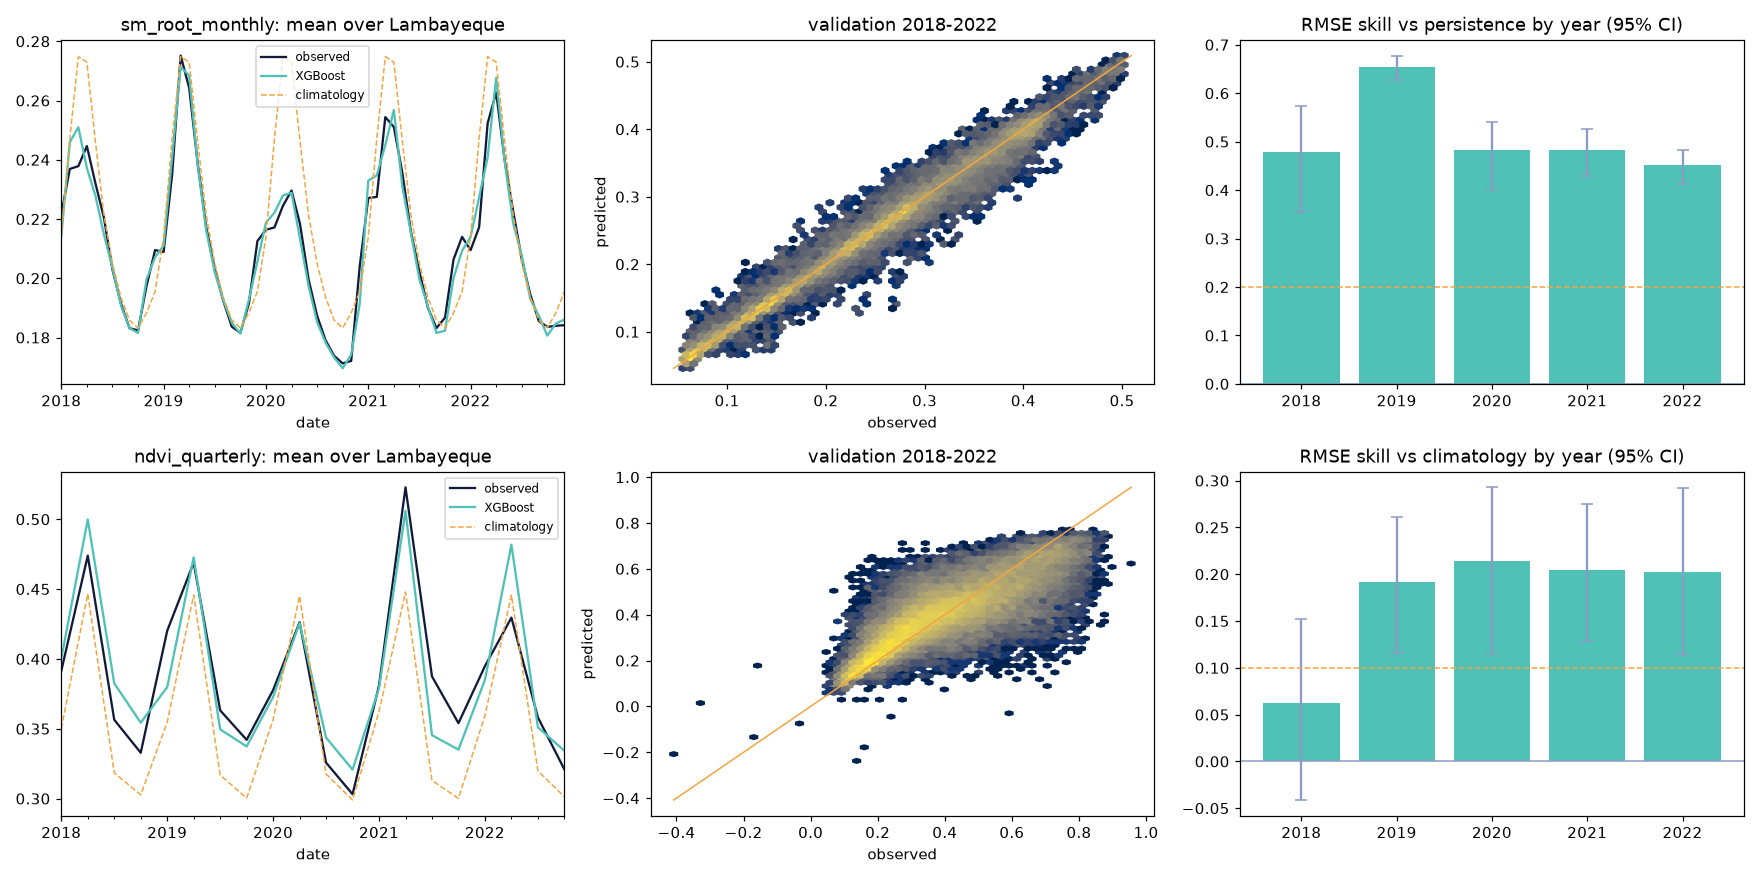 sm_root_monthly: mean over Lambayeque
observed
XGBoost
climatology
0.28
0.26
0.24
0.22
0.20
0.18
2018 2019 2020 2021 2022
date
validation 2018-2022
predicted
0.5
0.4
0.3
0.2
0.1
0.1 0.2 0.3 0.4 0.5
observed
RMSE skill vs persistence by year (95% CI)
0.7
0.6
0.5
0.4
0.3
0.2
0.1
0.0
2018 2019 2020 2021 2022
ndvi_quarterly: mean over Lambayeque
observed
XGBoost
climatology
0.50
0.45
0.40
0.35
0.30
2018 2019 2020 2021 2022
date
validation 2018-2022
predicted
1.0
0.8
0.6
0.4
0.2
0.0
−0.2
−0.4
−0.4 −0.2 0.0 0.2 0.4 0.6 0.8 1.0
observed
RMSE skill vs climatology by year (95% CI)
0.30
0.25
0.20
0.15
0.10
0.05
0.00
−0.05
2018 2019 2020 2021 2022